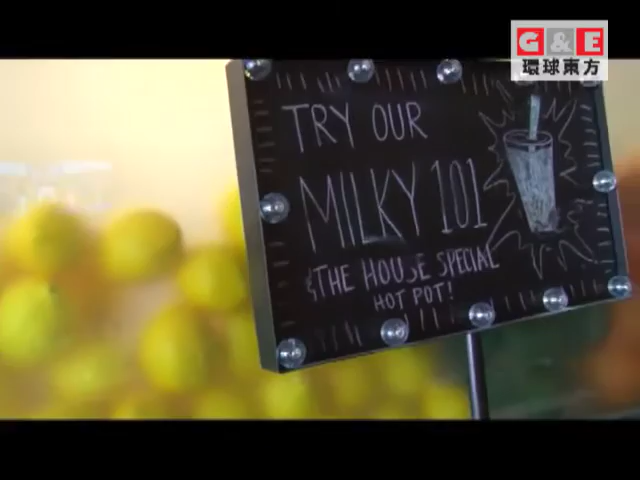 G&E
環球東方
TRY OUR
MILKY 101
&THE HOUSE SPECIAL
HOT POT!